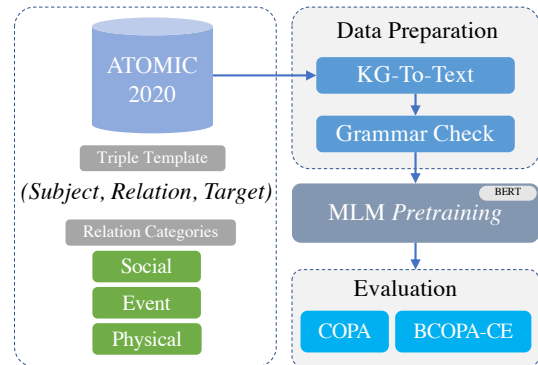 ATOMIC
2020
Triple Template
(Subject, Relation, Target)
Relation Categories
Social
Event
Physical
Data Preparation
KG-To-Text
Grammar Check
BERT
MLM Pretraining
Evaluation
COPA
BCOPA-CE